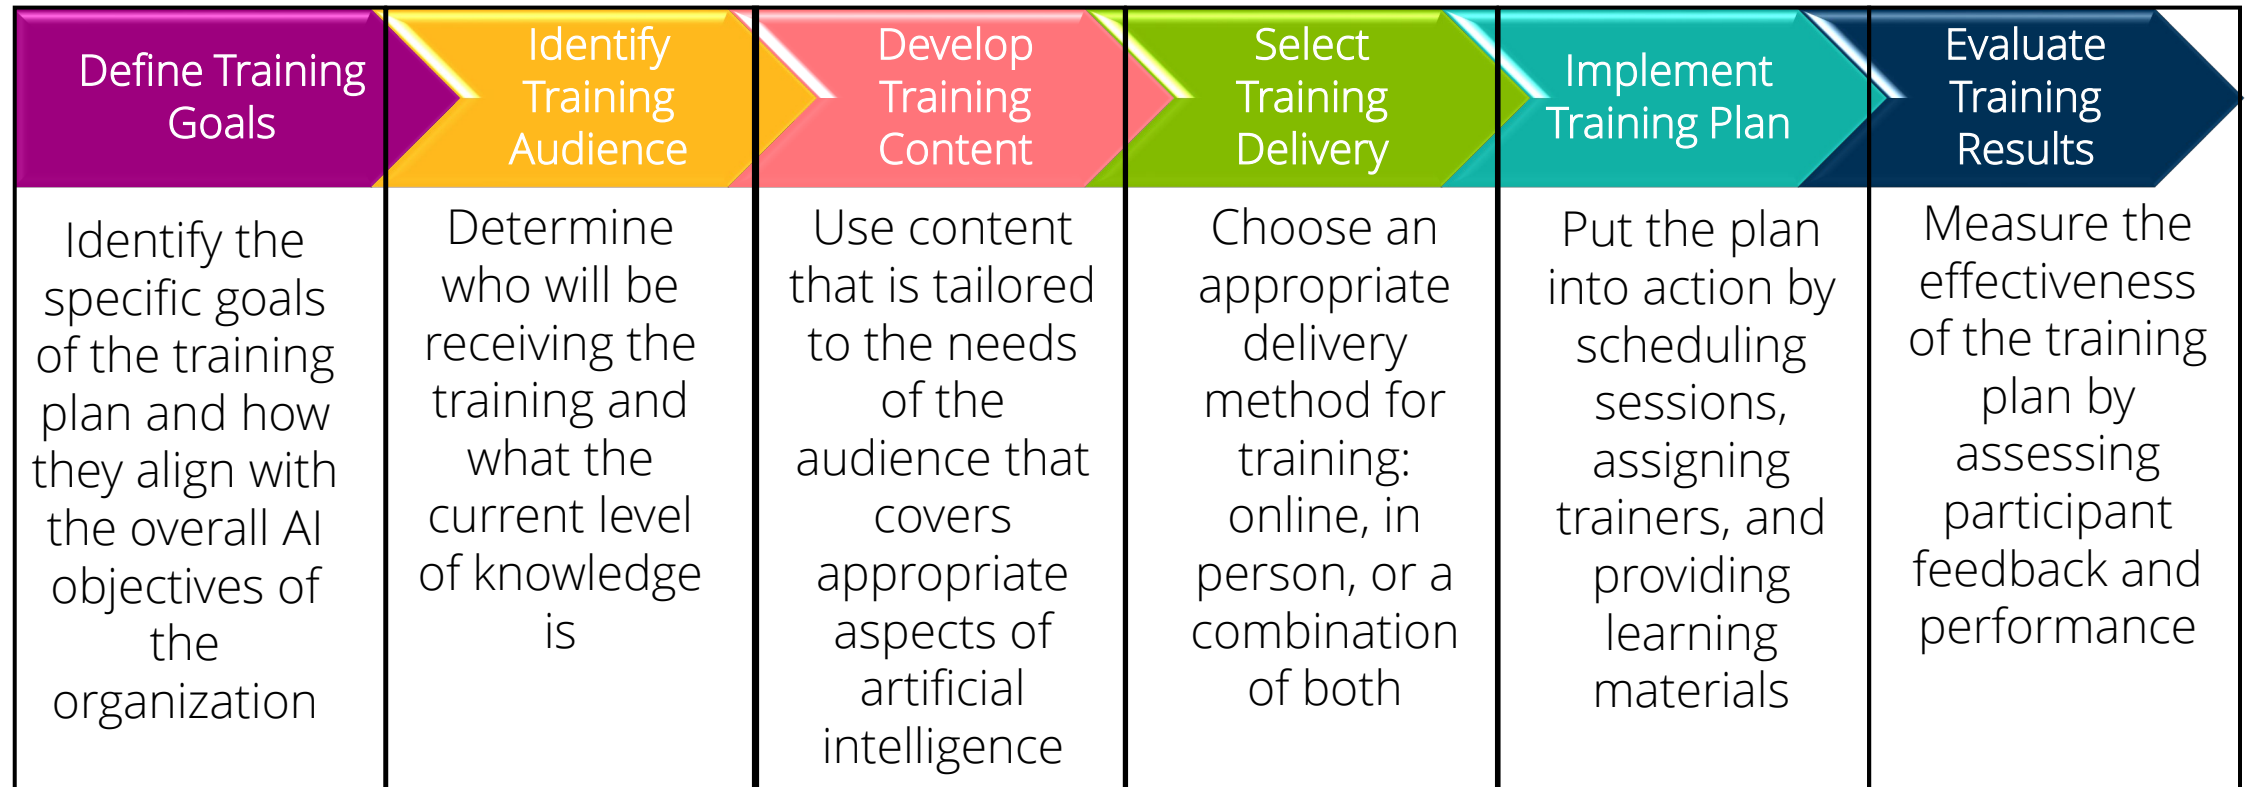 Define Training
Goals
Identify
Training
Audience
Develop
Training
Content
Select
Training
Delivery
Implement
Training Plan
Evaluate
Training
Results
Identify the
specific goals
of the training
plan and how
they align with
the overall AI
objectives of
the
organization
Determine
who will be
receiving the
training and
what the
current level
of knowledge
is
Use content
that is tailored
to the needs
of the
audience that
covers
appropriate
aspects of
artificial
intelligence
Choose an
appropriate
delivery
method for
training:
online, in
person, or a
combination
of both
Put the plan
into action by
scheduling
sessions,
assigning
trainers, and
providing
learning
materials
Measure the
effectiveness
of the training
plan by
assessing
participant
feedback and
performance